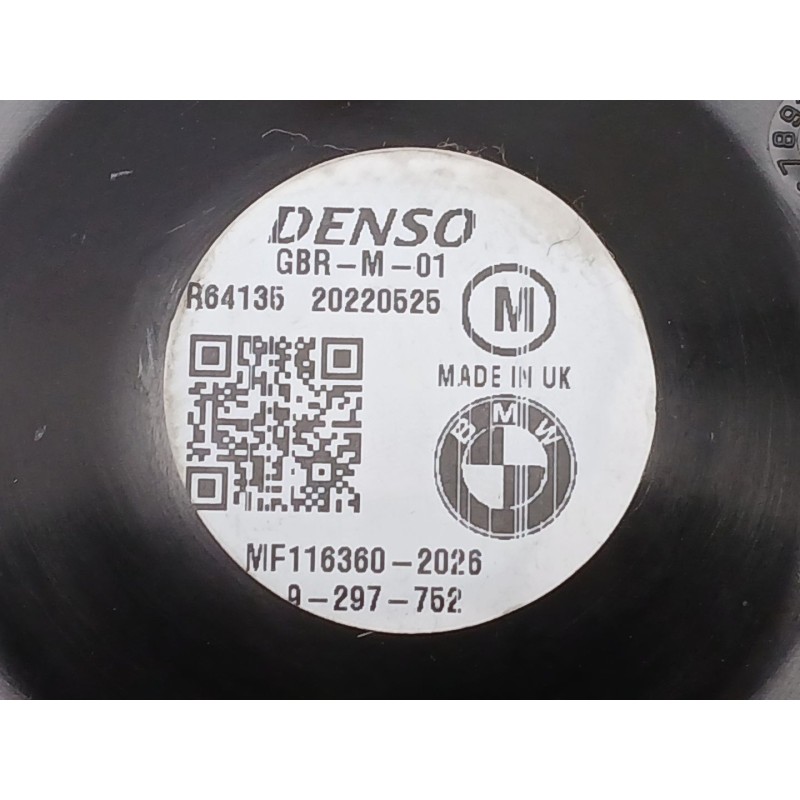 DENSO
GBR-M-01
R64135 20220525
M
MADE IN UK
BMW
MF116360-2026
9-297-752